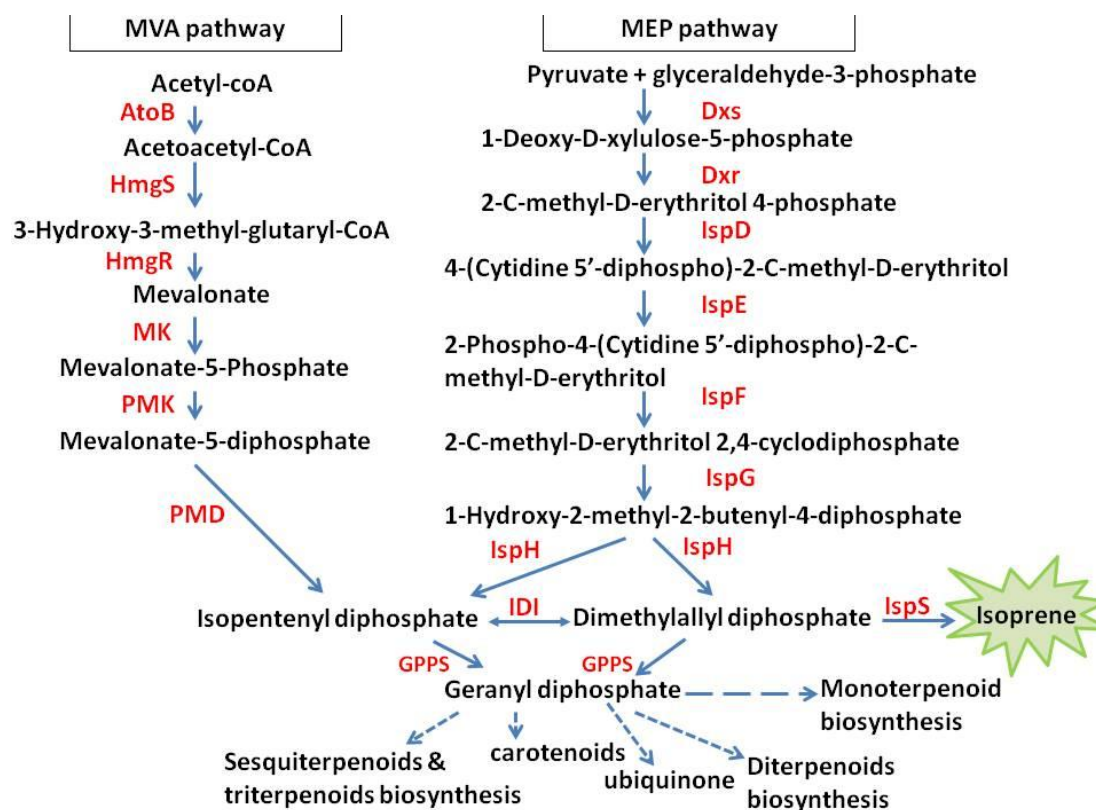 MVA pathway
Acetyl-coA
AtoB
Acetoacetyl-CoA
HmgS
3-Hydroxy-3-methyl-glutaryl-CoA
HmgR
Mevalonate
MK
Mevalonate-5-Phosphate
PMK
Mevalonate-5-diphosphate
PMD
MEP pathway
Pyruvate + glyceraldehyde-3-phosphate
Dxs
1-Deoxy-D-xylulose-5-phosphate
Dxr
2-C-methyl-D-erythritol 4-phosphate
IspD
4-(Cytidine 5’-diphospho)-2-C-methyl-D-erythritol
IspE
2-Phospho-4-(Cytidine 5’-diphospho)-2-C-
methyl-D-erythritol
IspF
2-C-methyl-D-erythritol 2,4-cyclodiphosphate
IspG
1-Hydroxy-2-methyl-2-butenyl-4-diphosphate
IspH
IspH
Isopentenyl diphosphate
IDI
Dimethylallyl diphosphate
IspS
Isoprene
GPPS
GPPS
Geranyl diphosphate
Monoterpenoid
biosynthesis
Sesquiterpenoids &
triterpenoids biosynthesis
carotenoids
ubiquinone
Diterpenoids
biosynthesis